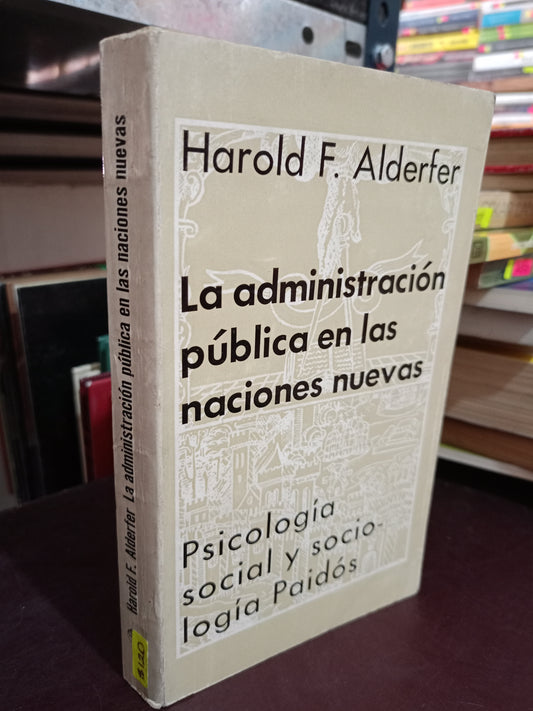 Harold F. Alderfer
La administración
pública en las
naciones nuevas
Psicología
social y socio-
logía Paidós
Harold F. Alderfer La administración pública en las naciones nuevas
$120